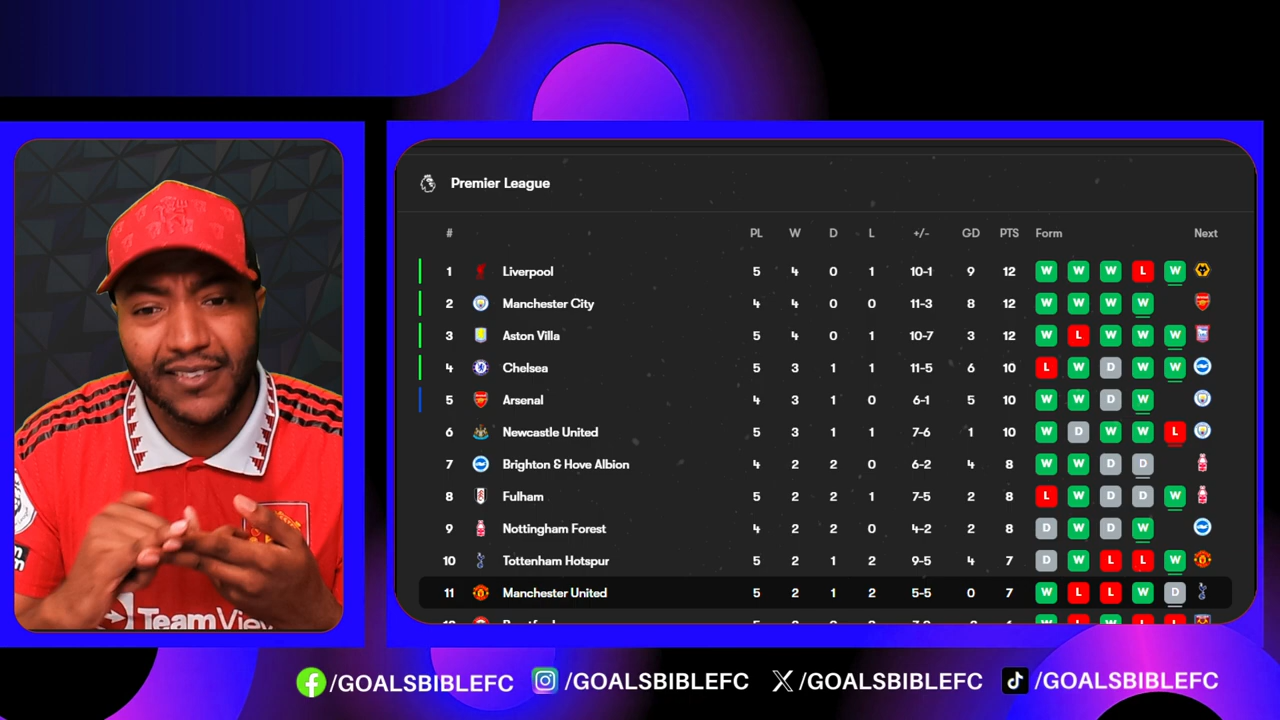 Premier League
# PL W D L +/- GD PTS Form Next
1 Liverpool 5 4 0 1 10-1 9 12 W W W L W
2 Manchester City 4 4 0 0 11-3 8 12 W W W W
3 Aston Villa 5 4 0 1 10-7 3 12 W L W W W
4 Chelsea 5 3 1 1 11-5 6 10 L W D W W
5 Arsenal 4 3 1 0 6-1 5 10 W W D W
6 Newcastle United 5 3 1 1 7-6 1 10 W D W W L
7 Brighton & Hove Albion 4 2 2 0 6-2 4 8 W W D D
8 Fulham 5 2 2 1 7-5 2 8 L W D D W
9 Nottingham Forest 4 2 2 0 4-2 2 8 D W D W
10 Tottenham Hotspur 5 2 1 2 9-5 4 7 D W L L W
11 Manchester United 5 2 1 2 5-5 0 7 W L L W D
TeamView
/GOALSBIBLEFC /GOALSBIBLEFC /GOALSBIBLEFC /GOALSBIBLEFC